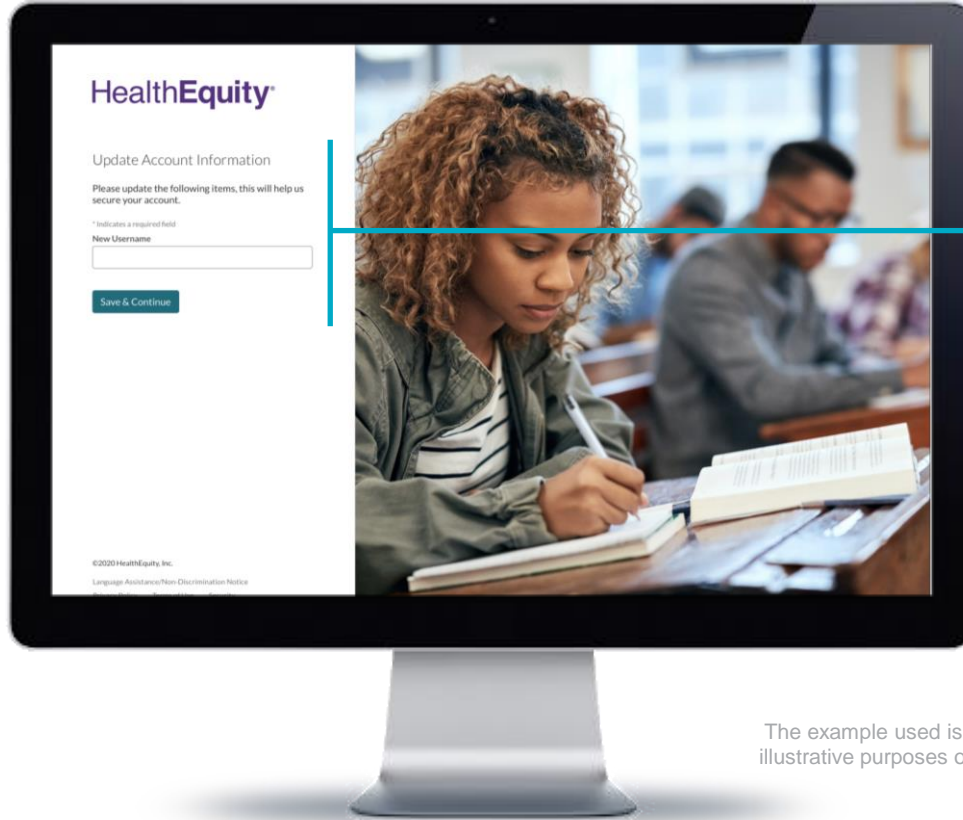 HealthEquity®
Update Account Information
Please update the following items, this will help us
secure your account.
* Indicates a required field
New Username
Save & Continue
©2020 HealthEquity, Inc.
Language Assistance/Non-Discrimination Notice
The example used is
illustrative purposes